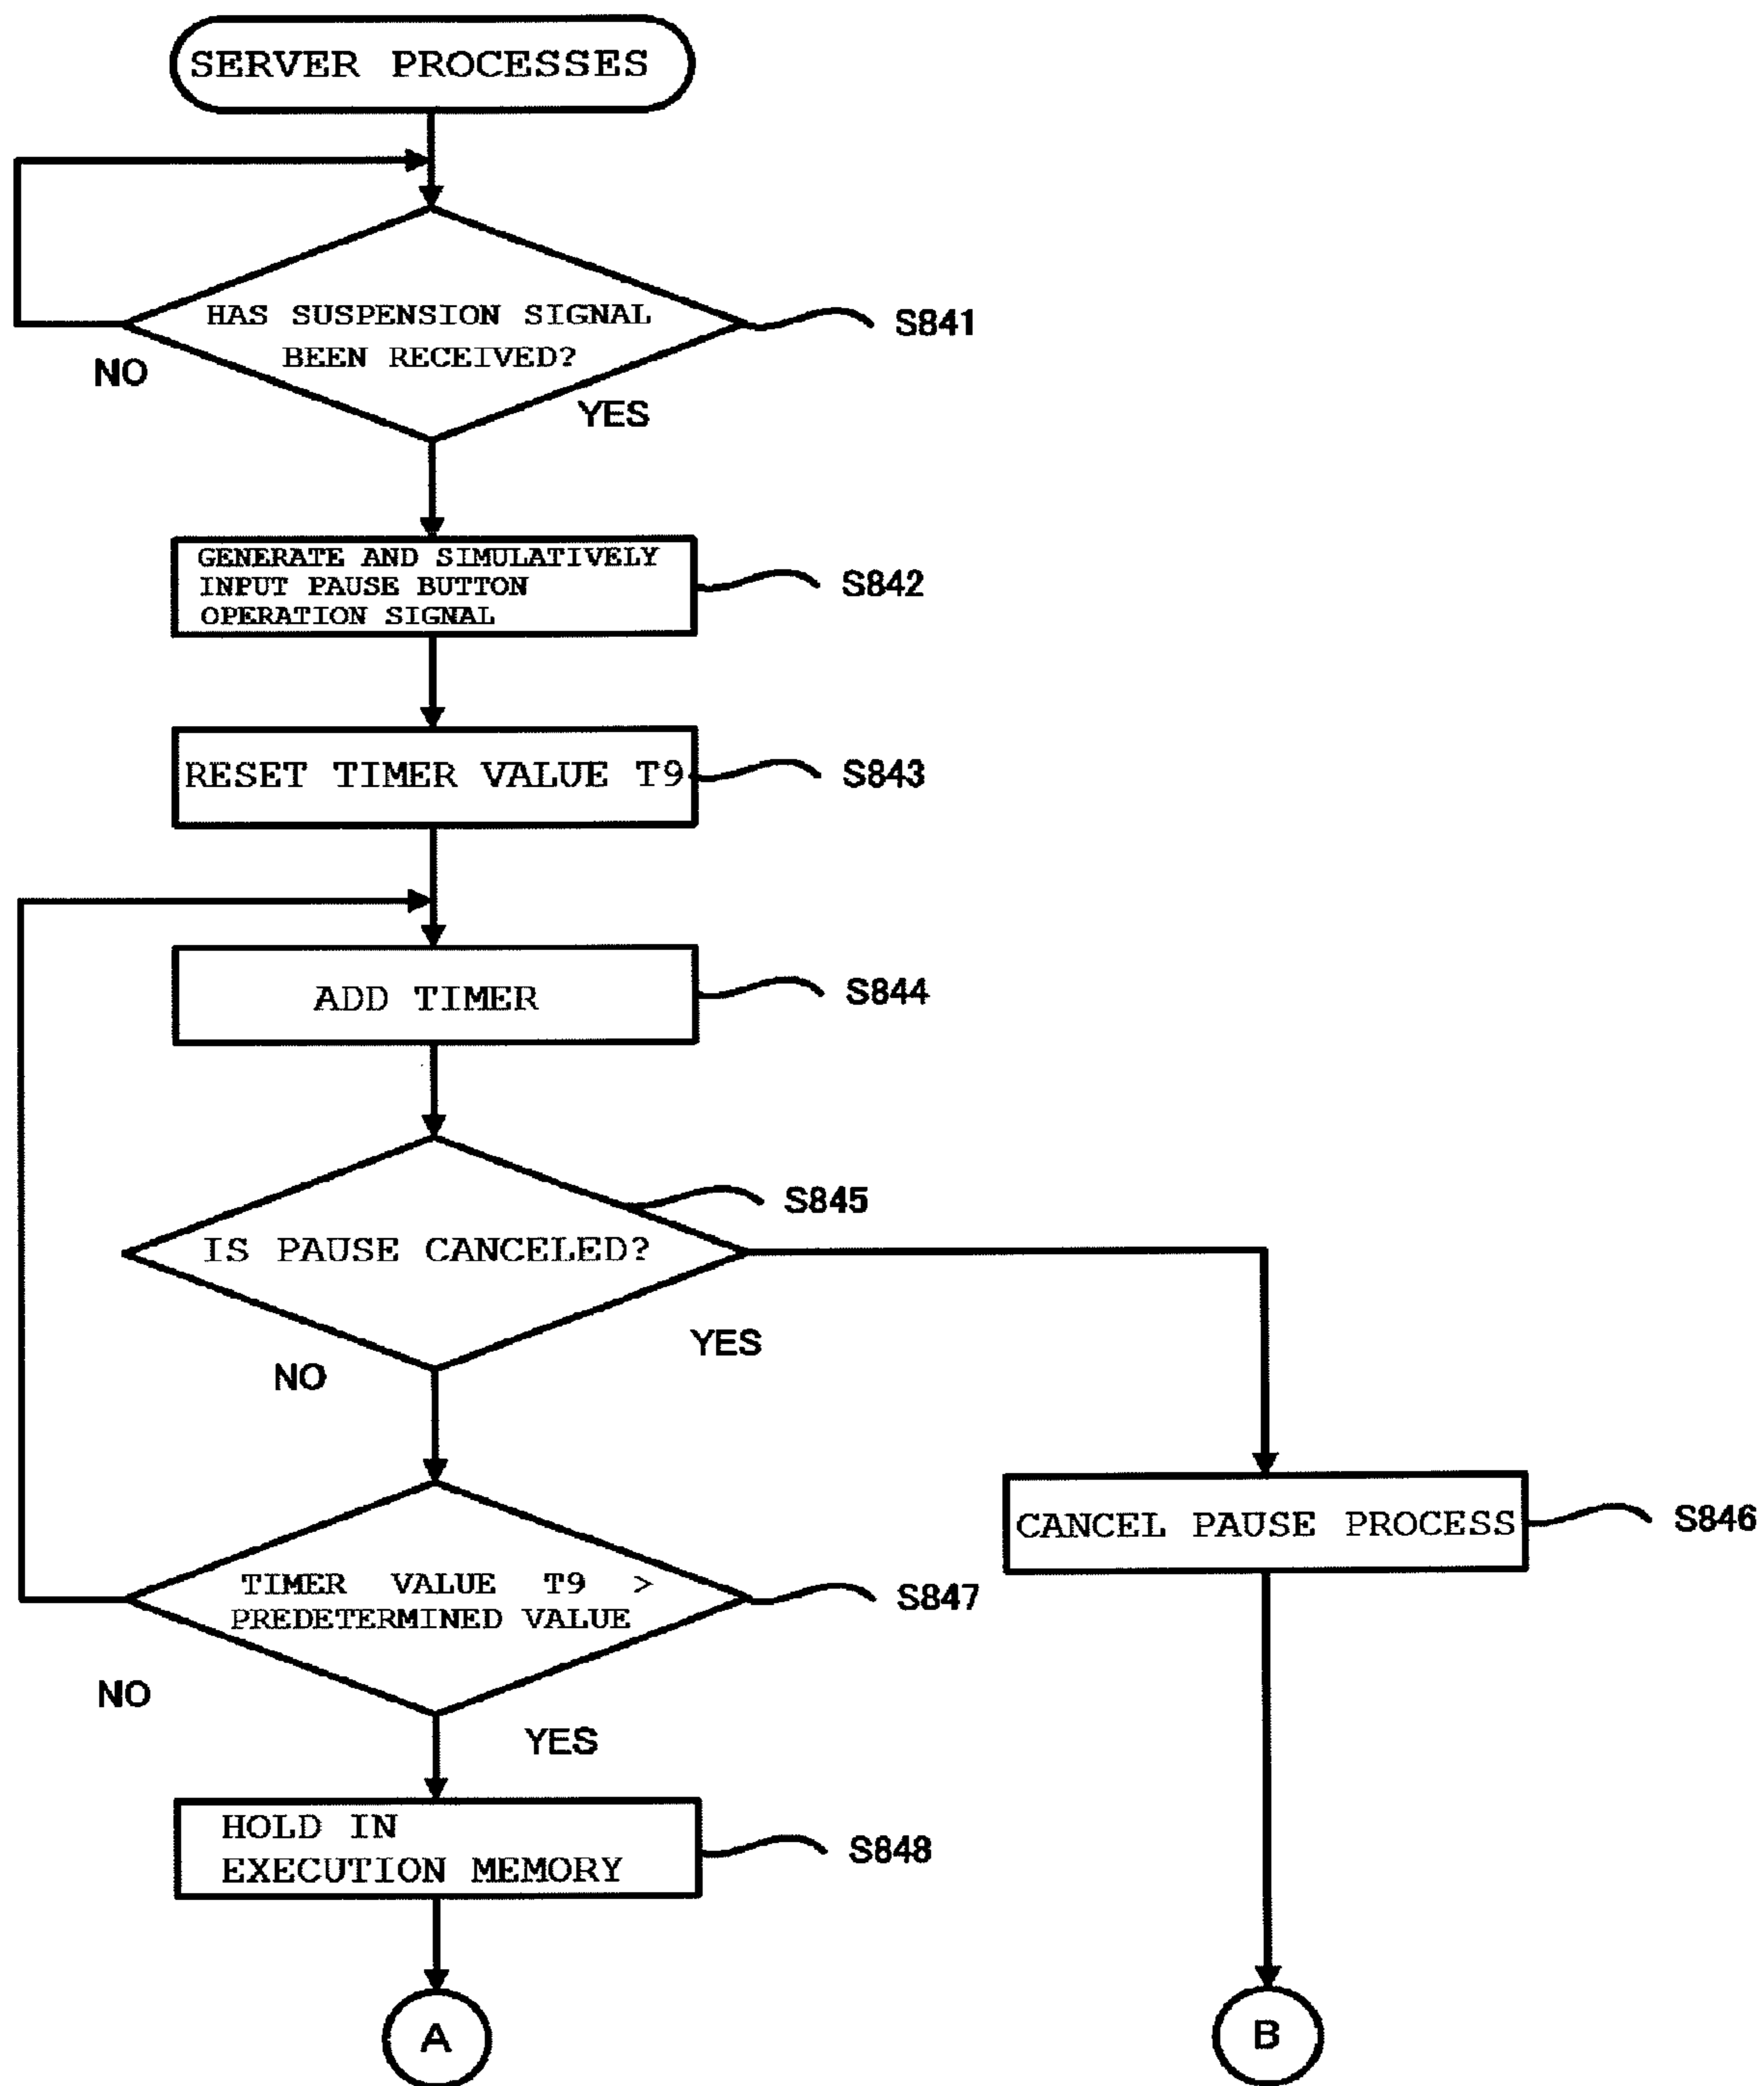 SERVER PROCESSES
HAS SUSPENSION SIGNAL
BEEN RECEIVED?
S841
NO
YES
GENERATE AND SIMULATIVELY
INPUT PAUSE BUTTON
OPERATION SIGNAL
S842
RESET TIMER VALUE T9
S843
ADD TIMER
S844
S845
IS PAUSE CANCELED?
YES
NO
CANCEL PAUSE PROCESS
S846
TIMER VALUE T9 >
PREDETERMINED VALUE
S847
NO
YES
HOLD IN
EXECUTION MEMORY
S848
A
B